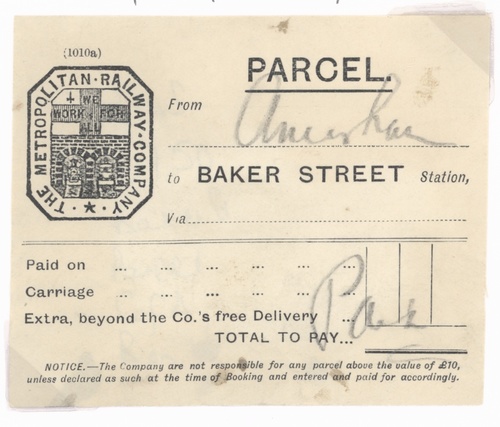 (1010a)
PARCEL.
THE METROPOLITAN · RAILWAY · COMPANY ·
WE
WORK FOR
ALL
From Amersham
to BAKER STREET Station,
Via
Paid on ... ... ... ... ... ...
Carriage ... ... ... ... ...
Extra, beyond the Co.'s free Delivery ...
TOTAL TO PAY...
NOTICE.—The Company are not responsible for any parcel above the value of £10,
unless declared as such at the time of Booking and entered and paid for accordingly.